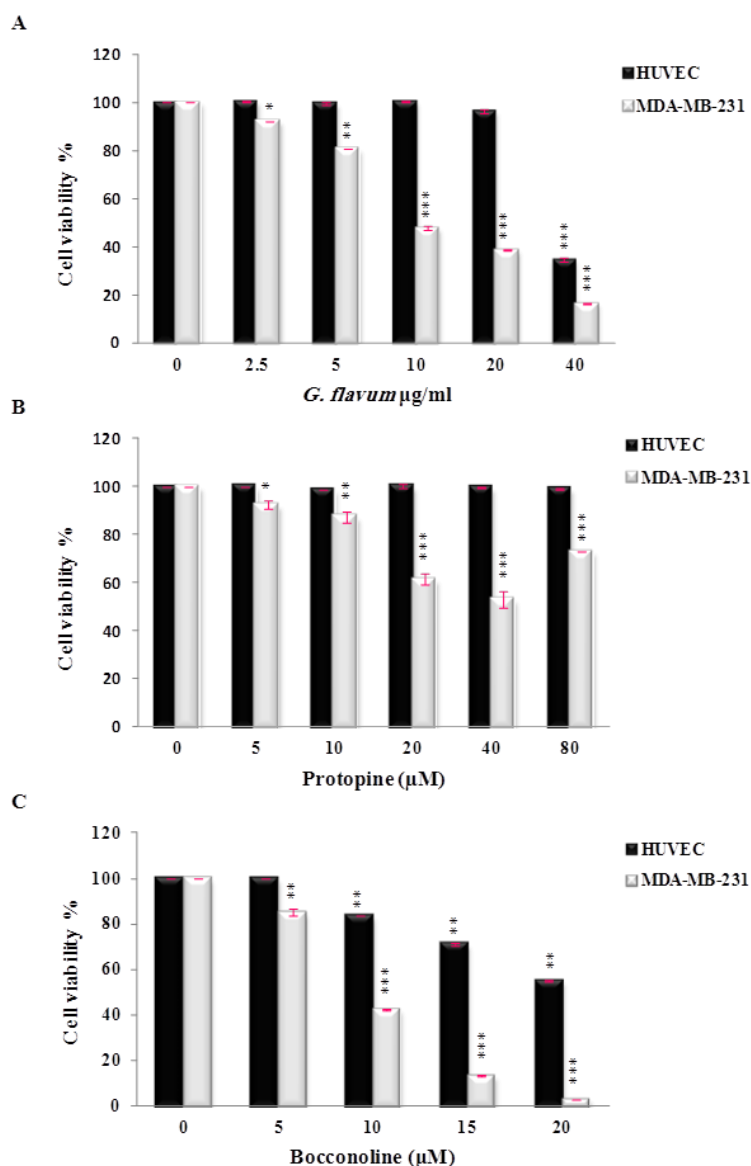 A
120
100
80
60
40
20
0
Cell viability %
HUVEC
MDA-MB-231
*
**
***
***
***
***
0 2.5 5 10 20 40
G. flavum µg/ml
B
120
100
80
60
40
20
0
Cell viability %
HUVEC
MDA-MB-231
*
**
***
***
***
0 5 10 20 40 80
Protopine (µM)
C
120
100
80
60
40
20
0
Cell viability %
HUVEC
MDA-MB-231
**
**
***
**
***
**
***
0 5 10 15 20
Bocconoline (µM)